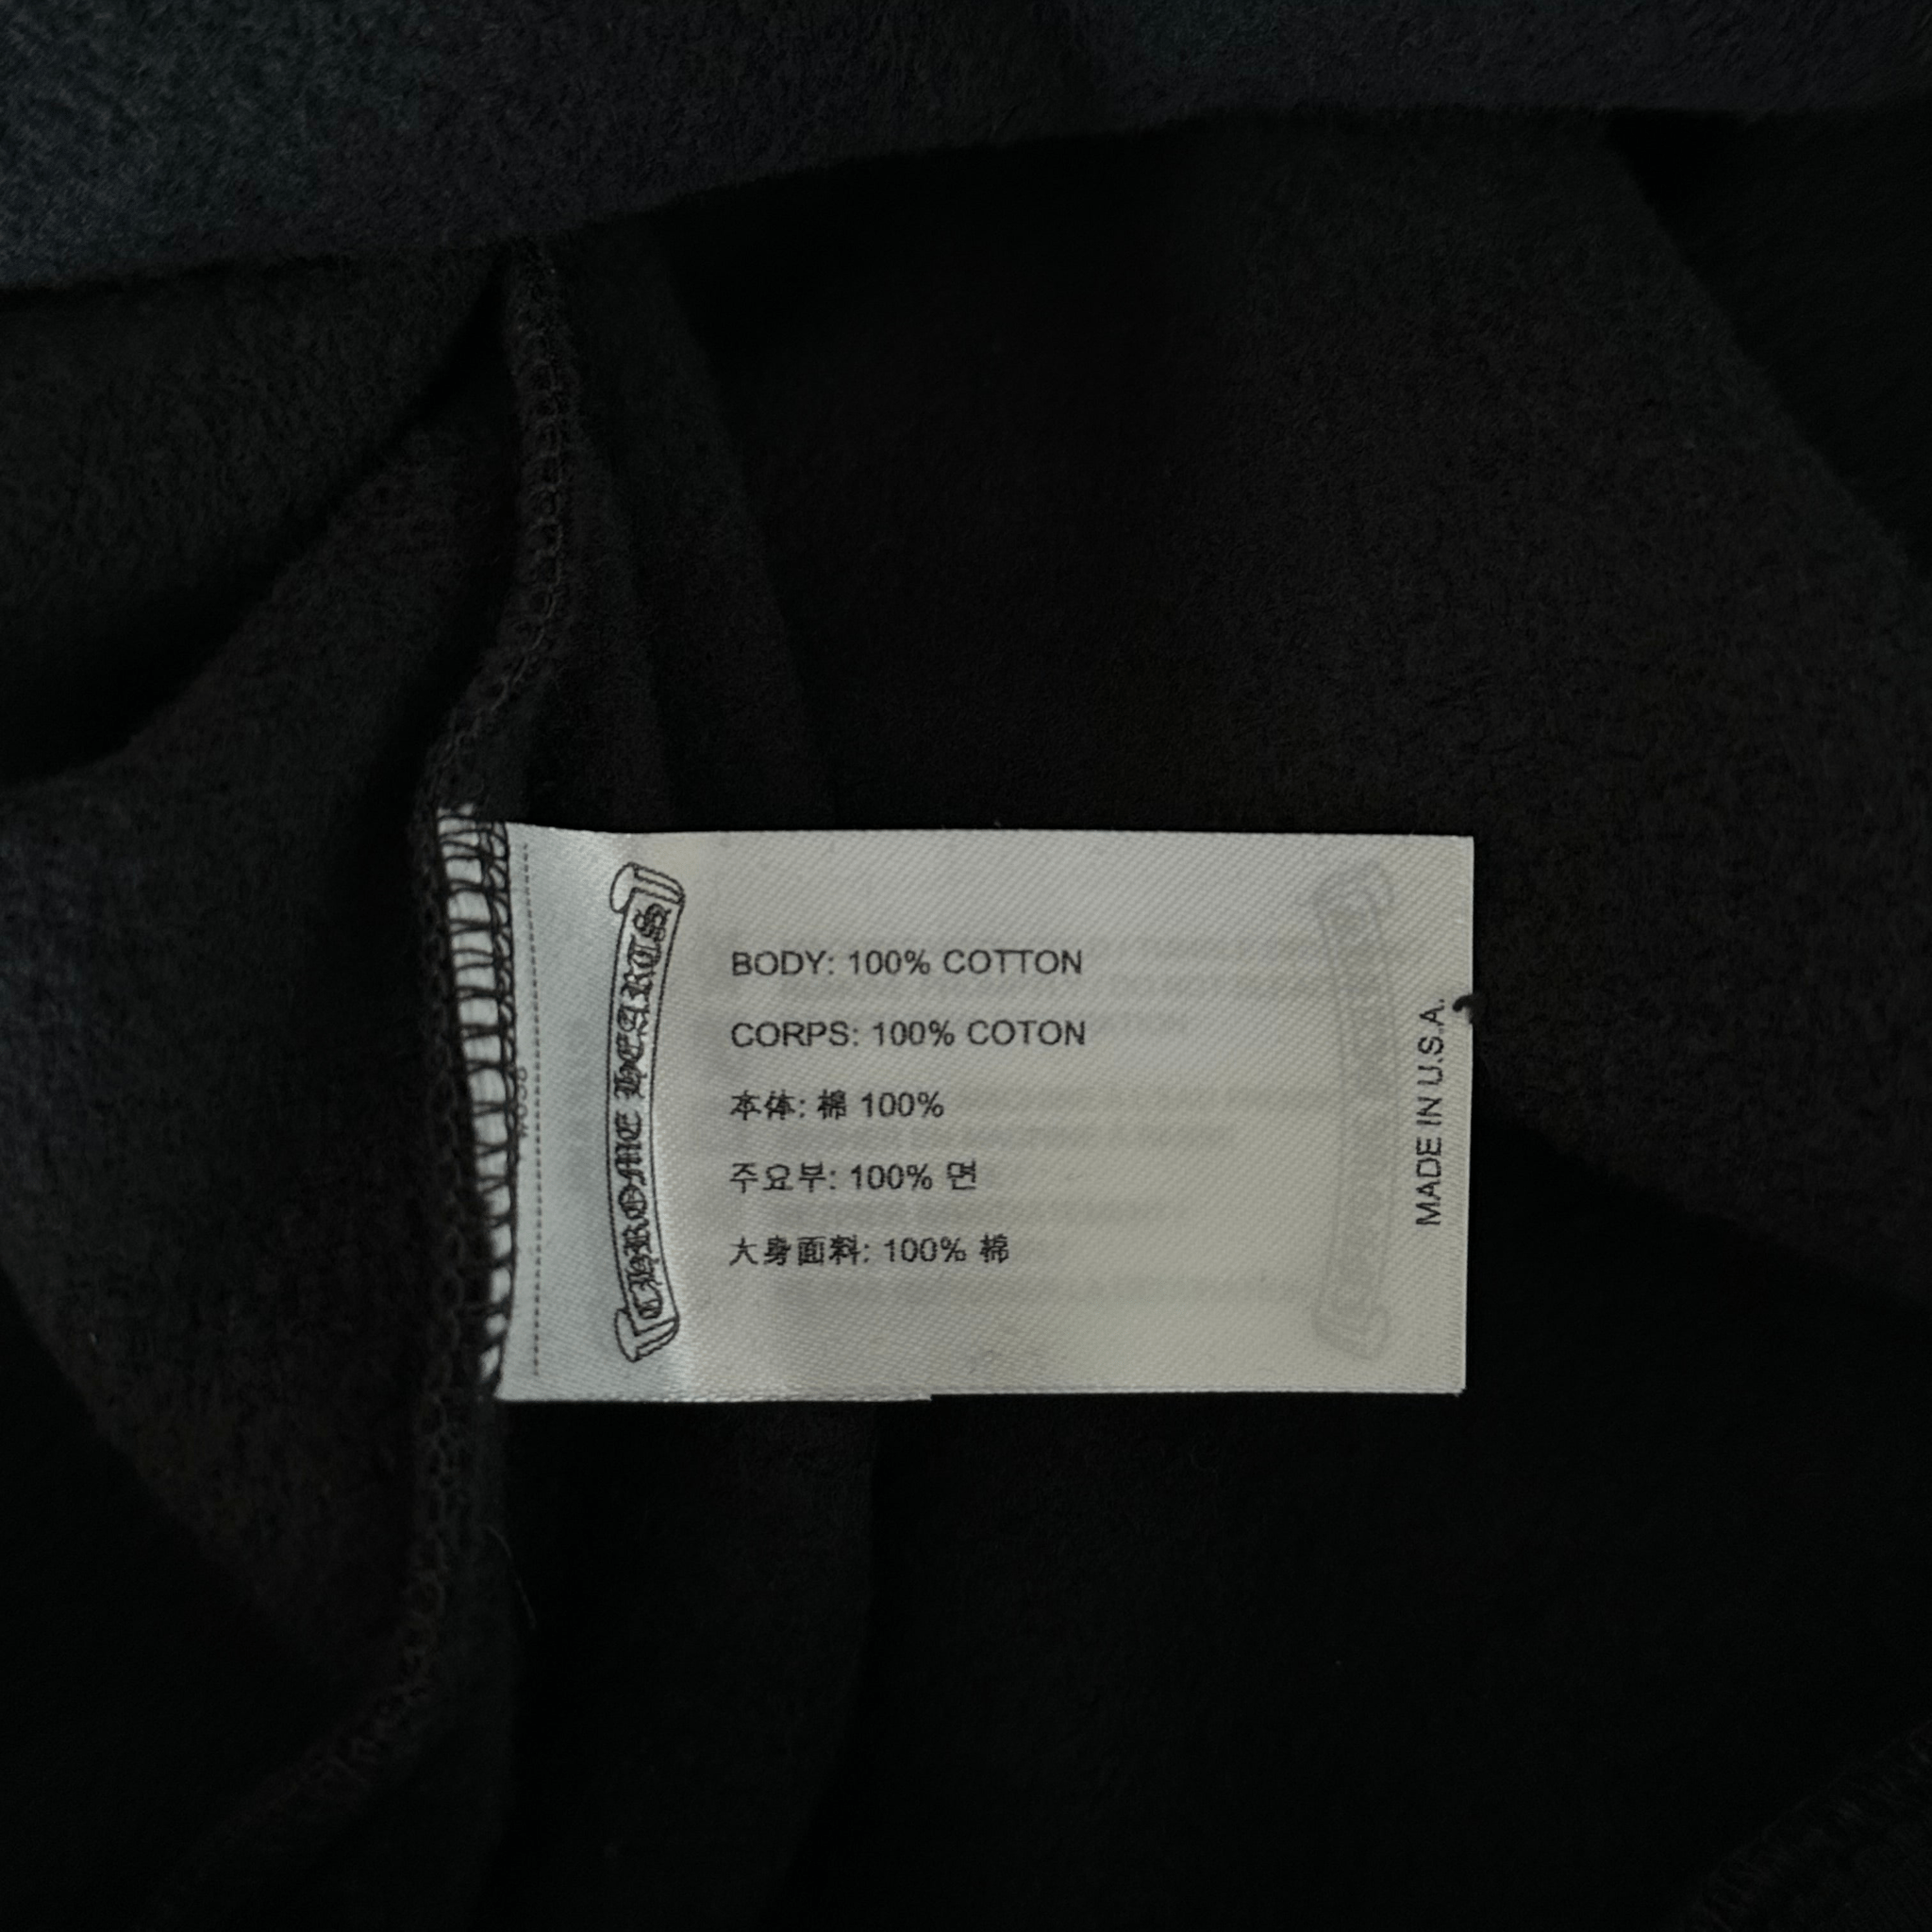 CHROME HEARTS
BODY: 100% COTTON
CORPS: 100% COTON
本体: 棉 100%
주요부: 100% 면
大身面料: 100% 棉
MADE IN U.S.A.